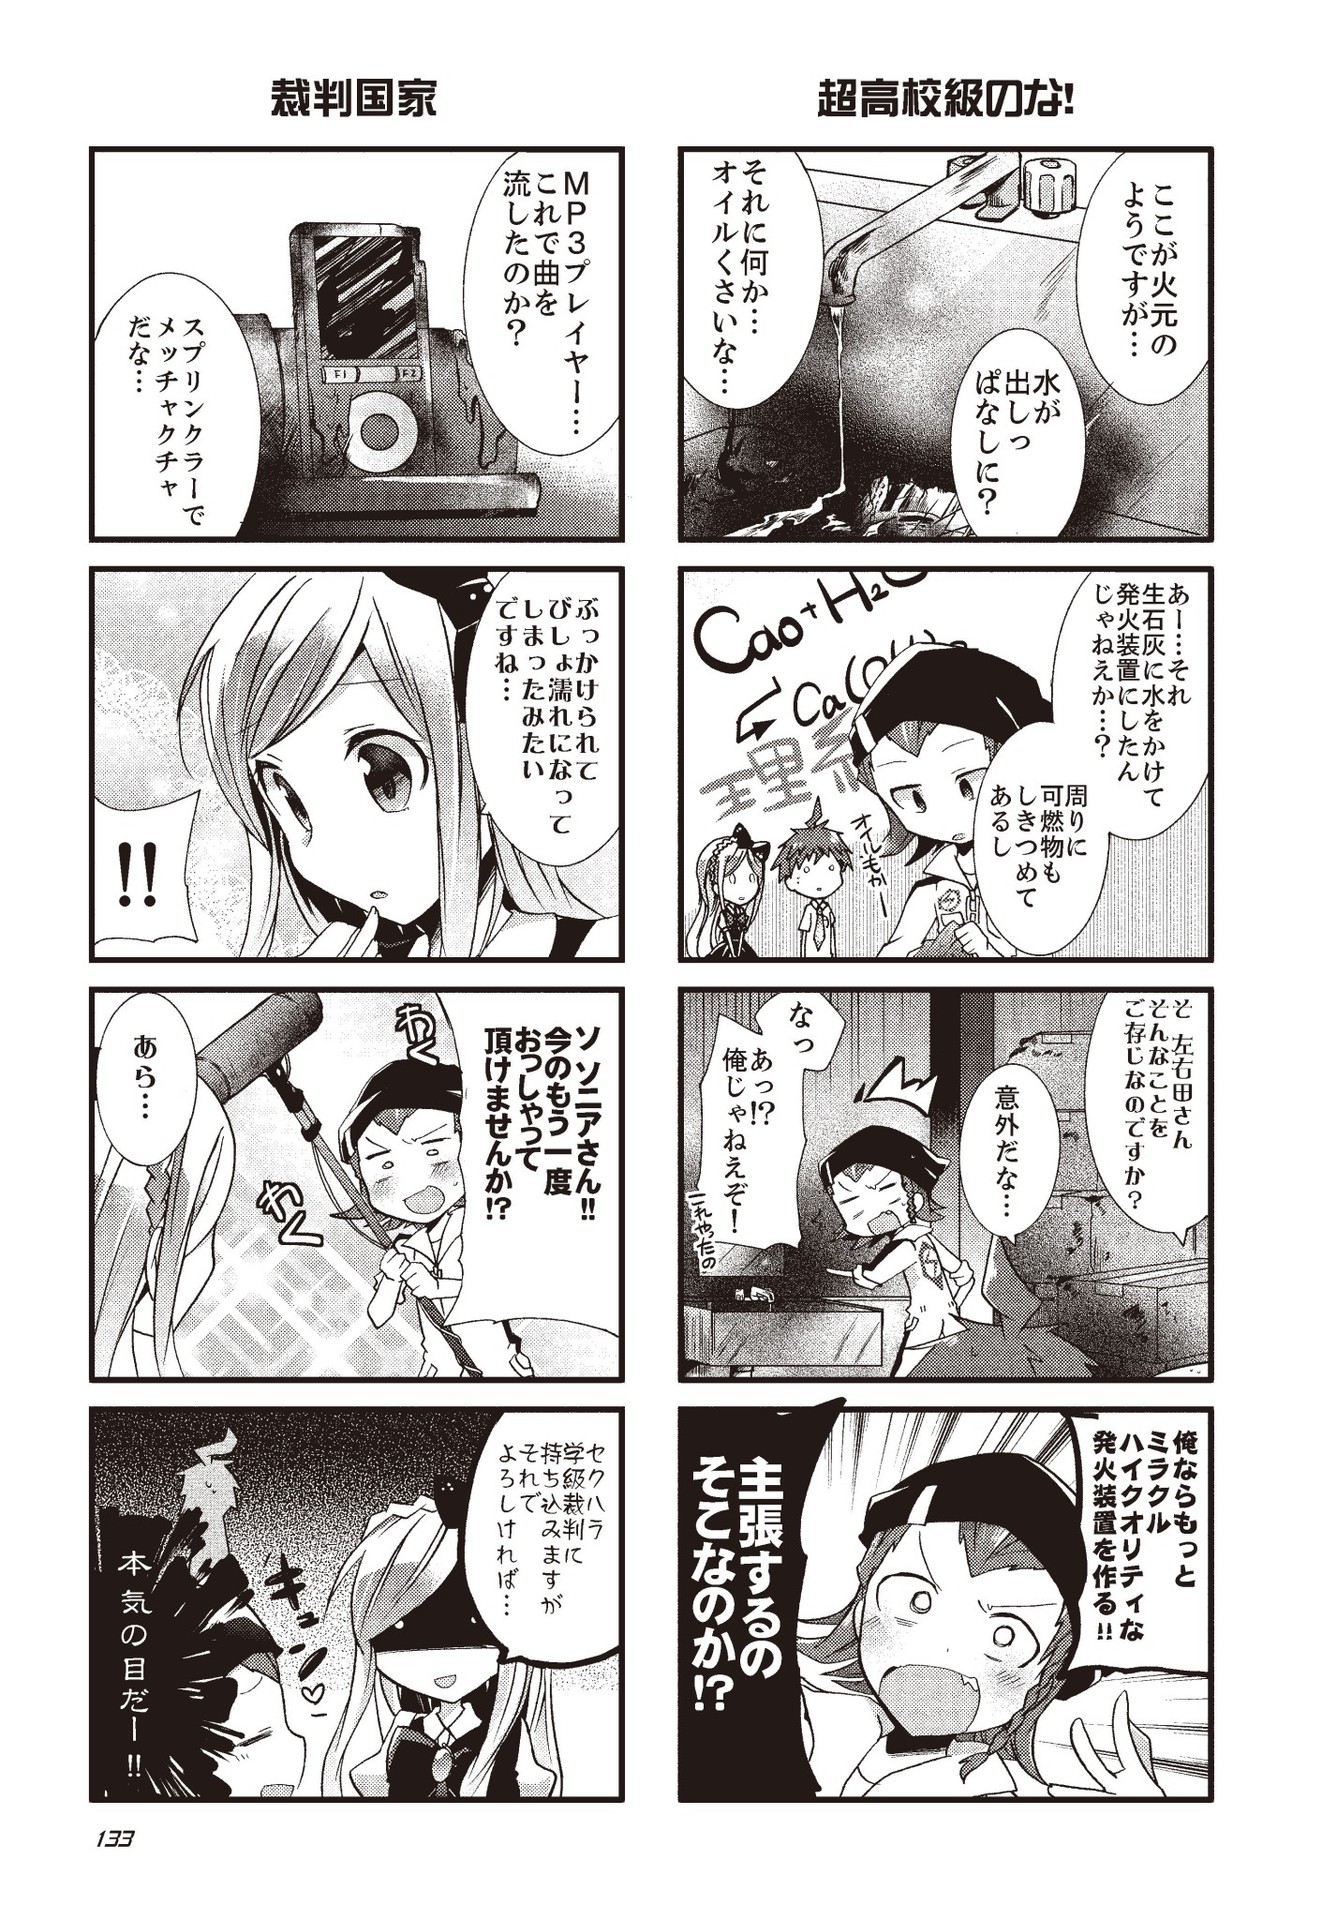 超高校級のな!
ここが火元の
ようですが…
水が
出しっ
ぱなしに?
それに何か…
オイルくさいな…
あー…それ
生石灰に水をかけて
発火装置にしたん
じゃねえか…?
周りに
可燃物も
しきつめて
あるし
オイルもかー
そ 左右田さん
そんなことを
ご存じなのですか?
意外だな…
なっ
あっ!?
俺じゃねえぞ!
これやったの
俺ならもっと
ミラクル
ハイクオリティな
発火装置を作る!!
主張するの
そこなのか!?
裁判国家
MP3プレイヤー…
これで曲を
流したのか?
スプリンクラーで
メッチャクチャ
だな…
F1
F2
ぶっかけられて
びしょ濡れになって
しまったみたい
ですね…
!!
ソ ソニアさん!!
今のもう一度
おっしゃって
頂けませんか!?
わく
わく
あら…
セクハラ
学級裁判に
持ち込みますが
それで
よろしければ…
キュン♡
本気の目だー!!
133